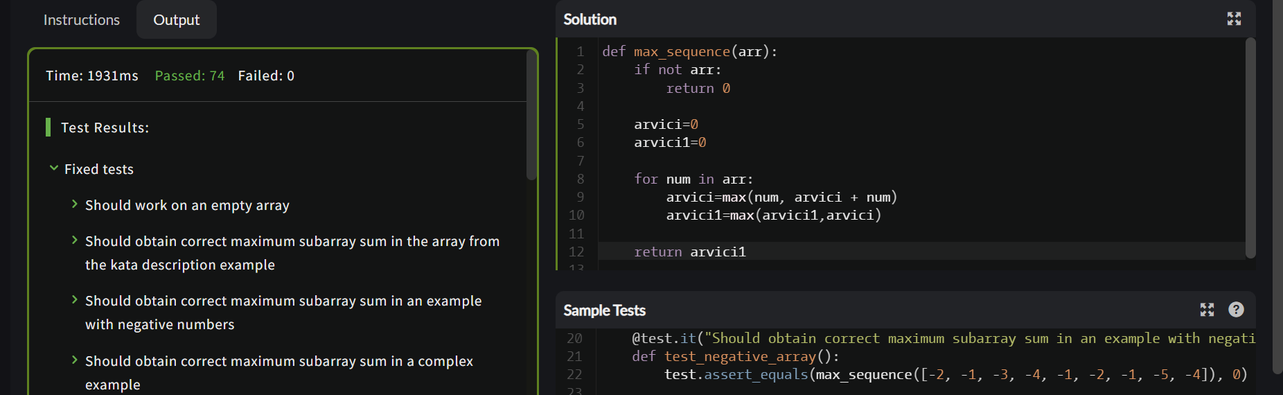 Instructions Output
Time: 1931ms Passed: 74 Failed: 0
Test Results:
Fixed tests
Should work on an empty array
Should obtain correct maximum subarray sum in the array from
the kata description example
Should obtain correct maximum subarray sum in an example
with negative numbers
Should obtain correct maximum subarray sum in a complex
example
Solution
1 def max_sequence(arr):
2     if not arr:
3         return 0
4
5     arvici=0
6     arvici1=0
7
8     for num in arr:
9         arvici=max(num, arvici + num)
10         arvici1=max(arvici1,arvici)
11
12     return arvici1
13
Sample Tests
?
20     @test.it("Should obtain correct maximum subarray sum in an example with negati
21     def test_negative_array():
22         test.assert_equals(max_sequence([-2, -1, -3, -4, -1, -2, -1, -5, -4]), 0)
23